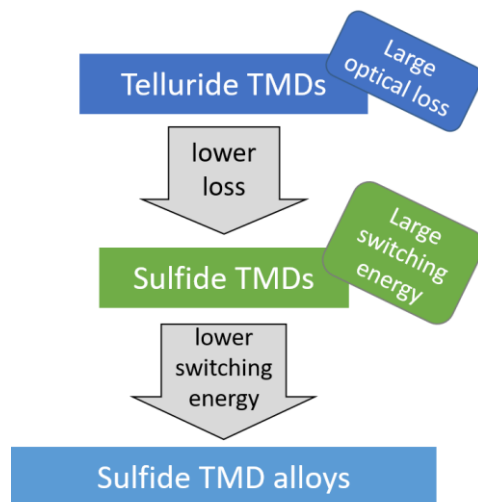 Large
optical loss
Telluride TMDs
lower
loss
Large
switching
energy
Sulfide TMDs
lower
switching
energy
Sulfide TMD alloys